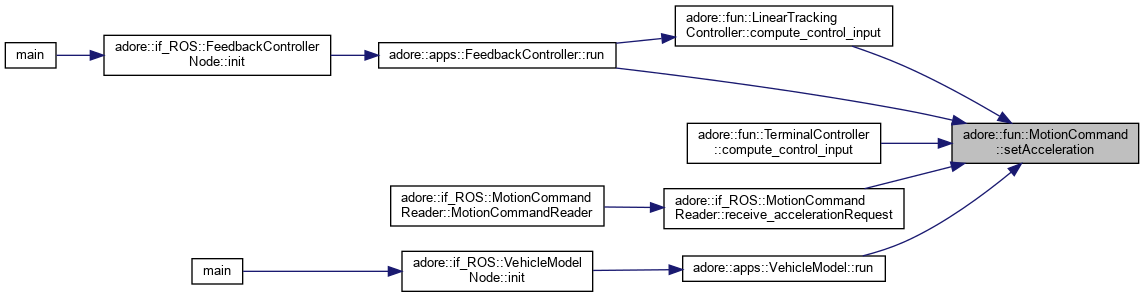 main
adore::if_ROS::FeedbackController
Node::init
adore::apps::FeedbackController::run
adore::fun::LinearTracking
Controller::compute_control_input
adore::fun::MotionCommand
::setAcceleration
adore::fun::TerminalController
::compute_control_input
adore::if_ROS::MotionCommand
Reader::MotionCommandReader
adore::if_ROS::MotionCommand
Reader::receive_accelerationRequest
main
adore::if_ROS::VehicleModel
Node::init
adore::apps::VehicleModel::run